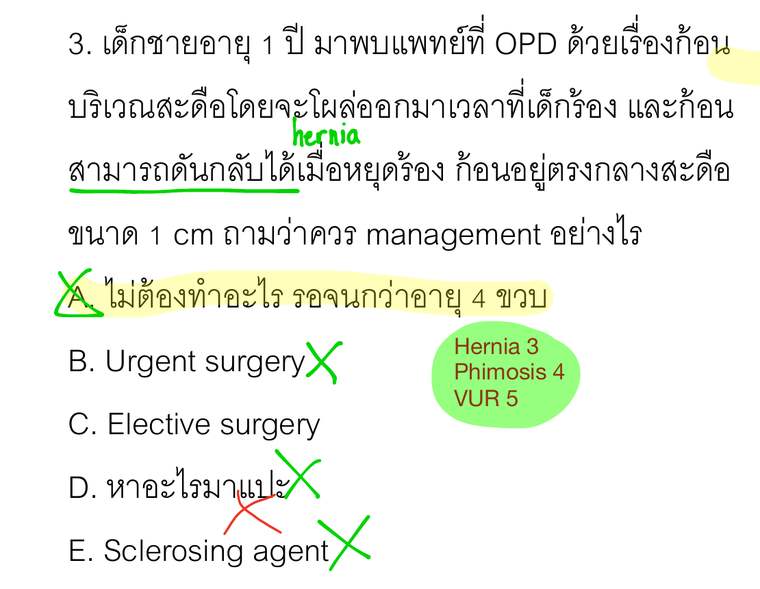 3. เด็กชายอายุ 1 ปี มาพบแพทย์ที่ OPD ด้วยเรื่องก้อน
บริเวณสะดือโดยจะโผล่ออกมาเวลาที่เด็กร้อง และก้อน
hernia
สามารถดันกลับได้เมื่อหยุดร้อง ก้อนอยู่ตรงกลางสะดือ
ขนาด 1 cm ถามว่าควร management อย่างไร
A. ไม่ต้องทำอะไร รอจนกว่าอายุ 4 ขวบ
B. Urgent surgery
Hernia 3
Phimosis 4
VUR 5
C. Elective surgery
D. หาอะไรมาแปะ
E. Sclerosing agent